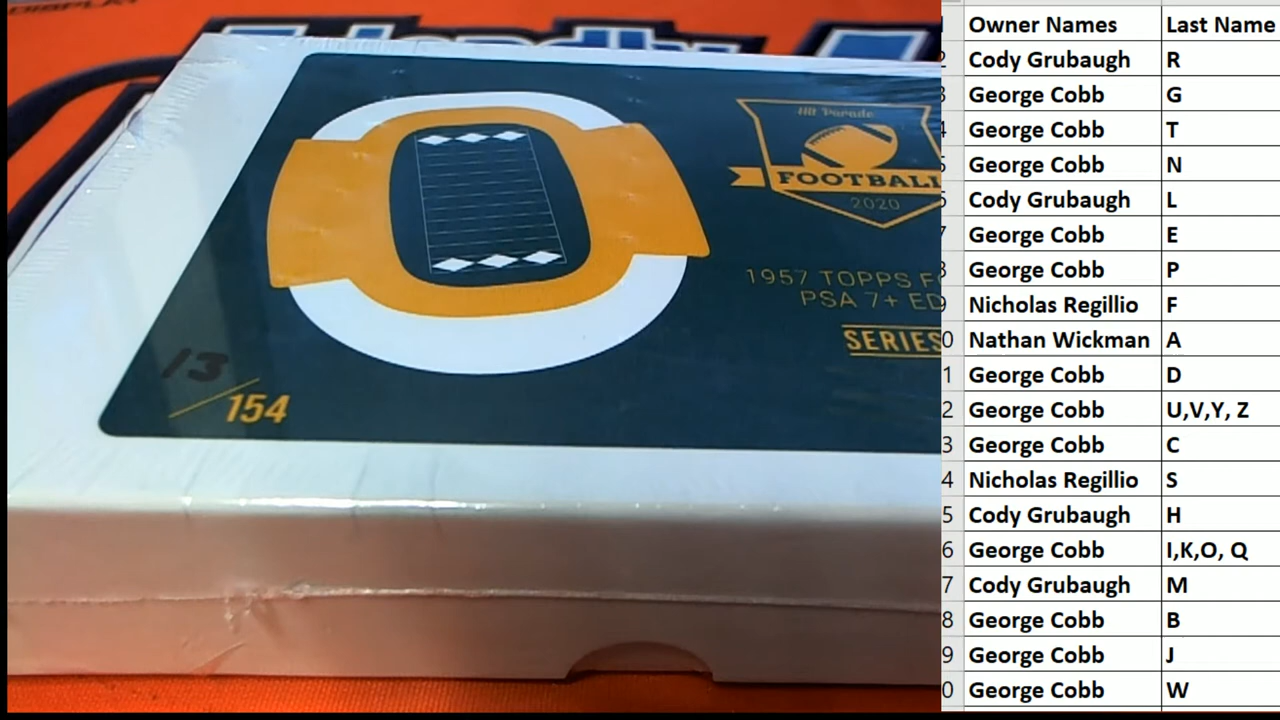 DISPLAY
Hit Parade
FOOTBALL
2020
1957 TOPPS F
PSA 7+ ED
SERIES
13
/154
Owner Names Last Name
Cody Grubaugh R
George Cobb G
George Cobb T
George Cobb N
Cody Grubaugh L
George Cobb E
George Cobb P
Nicholas Regillio F
Nathan Wickman A
George Cobb D
George Cobb U,V,Y, Z
George Cobb C
Nicholas Regillio S
Cody Grubaugh H
George Cobb I,K,O, Q
Cody Grubaugh M
George Cobb B
George Cobb J
George Cobb W